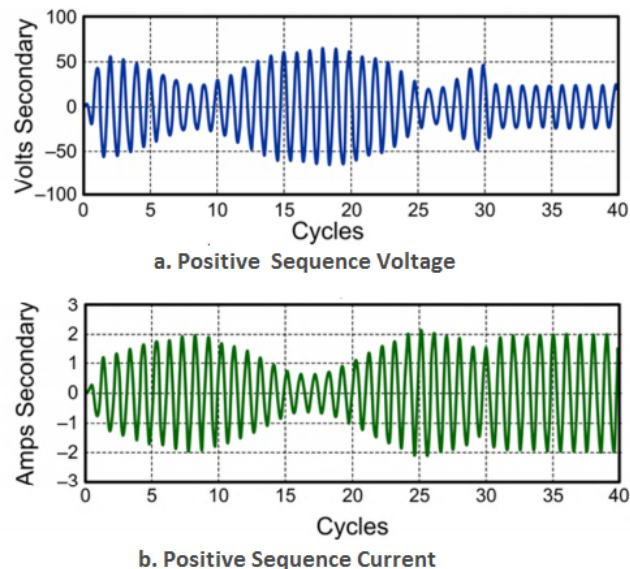 100
50
0
−50
−100
Volts Secondary
0 5 10 15 20 25 30 35 40
Cycles
a. Positive Sequence Voltage
3
2
1
0
−1
−2
−3
Amps Secondary
0 5 10 15 20 25 30 35 40
Cycles
b. Positive Sequence Current